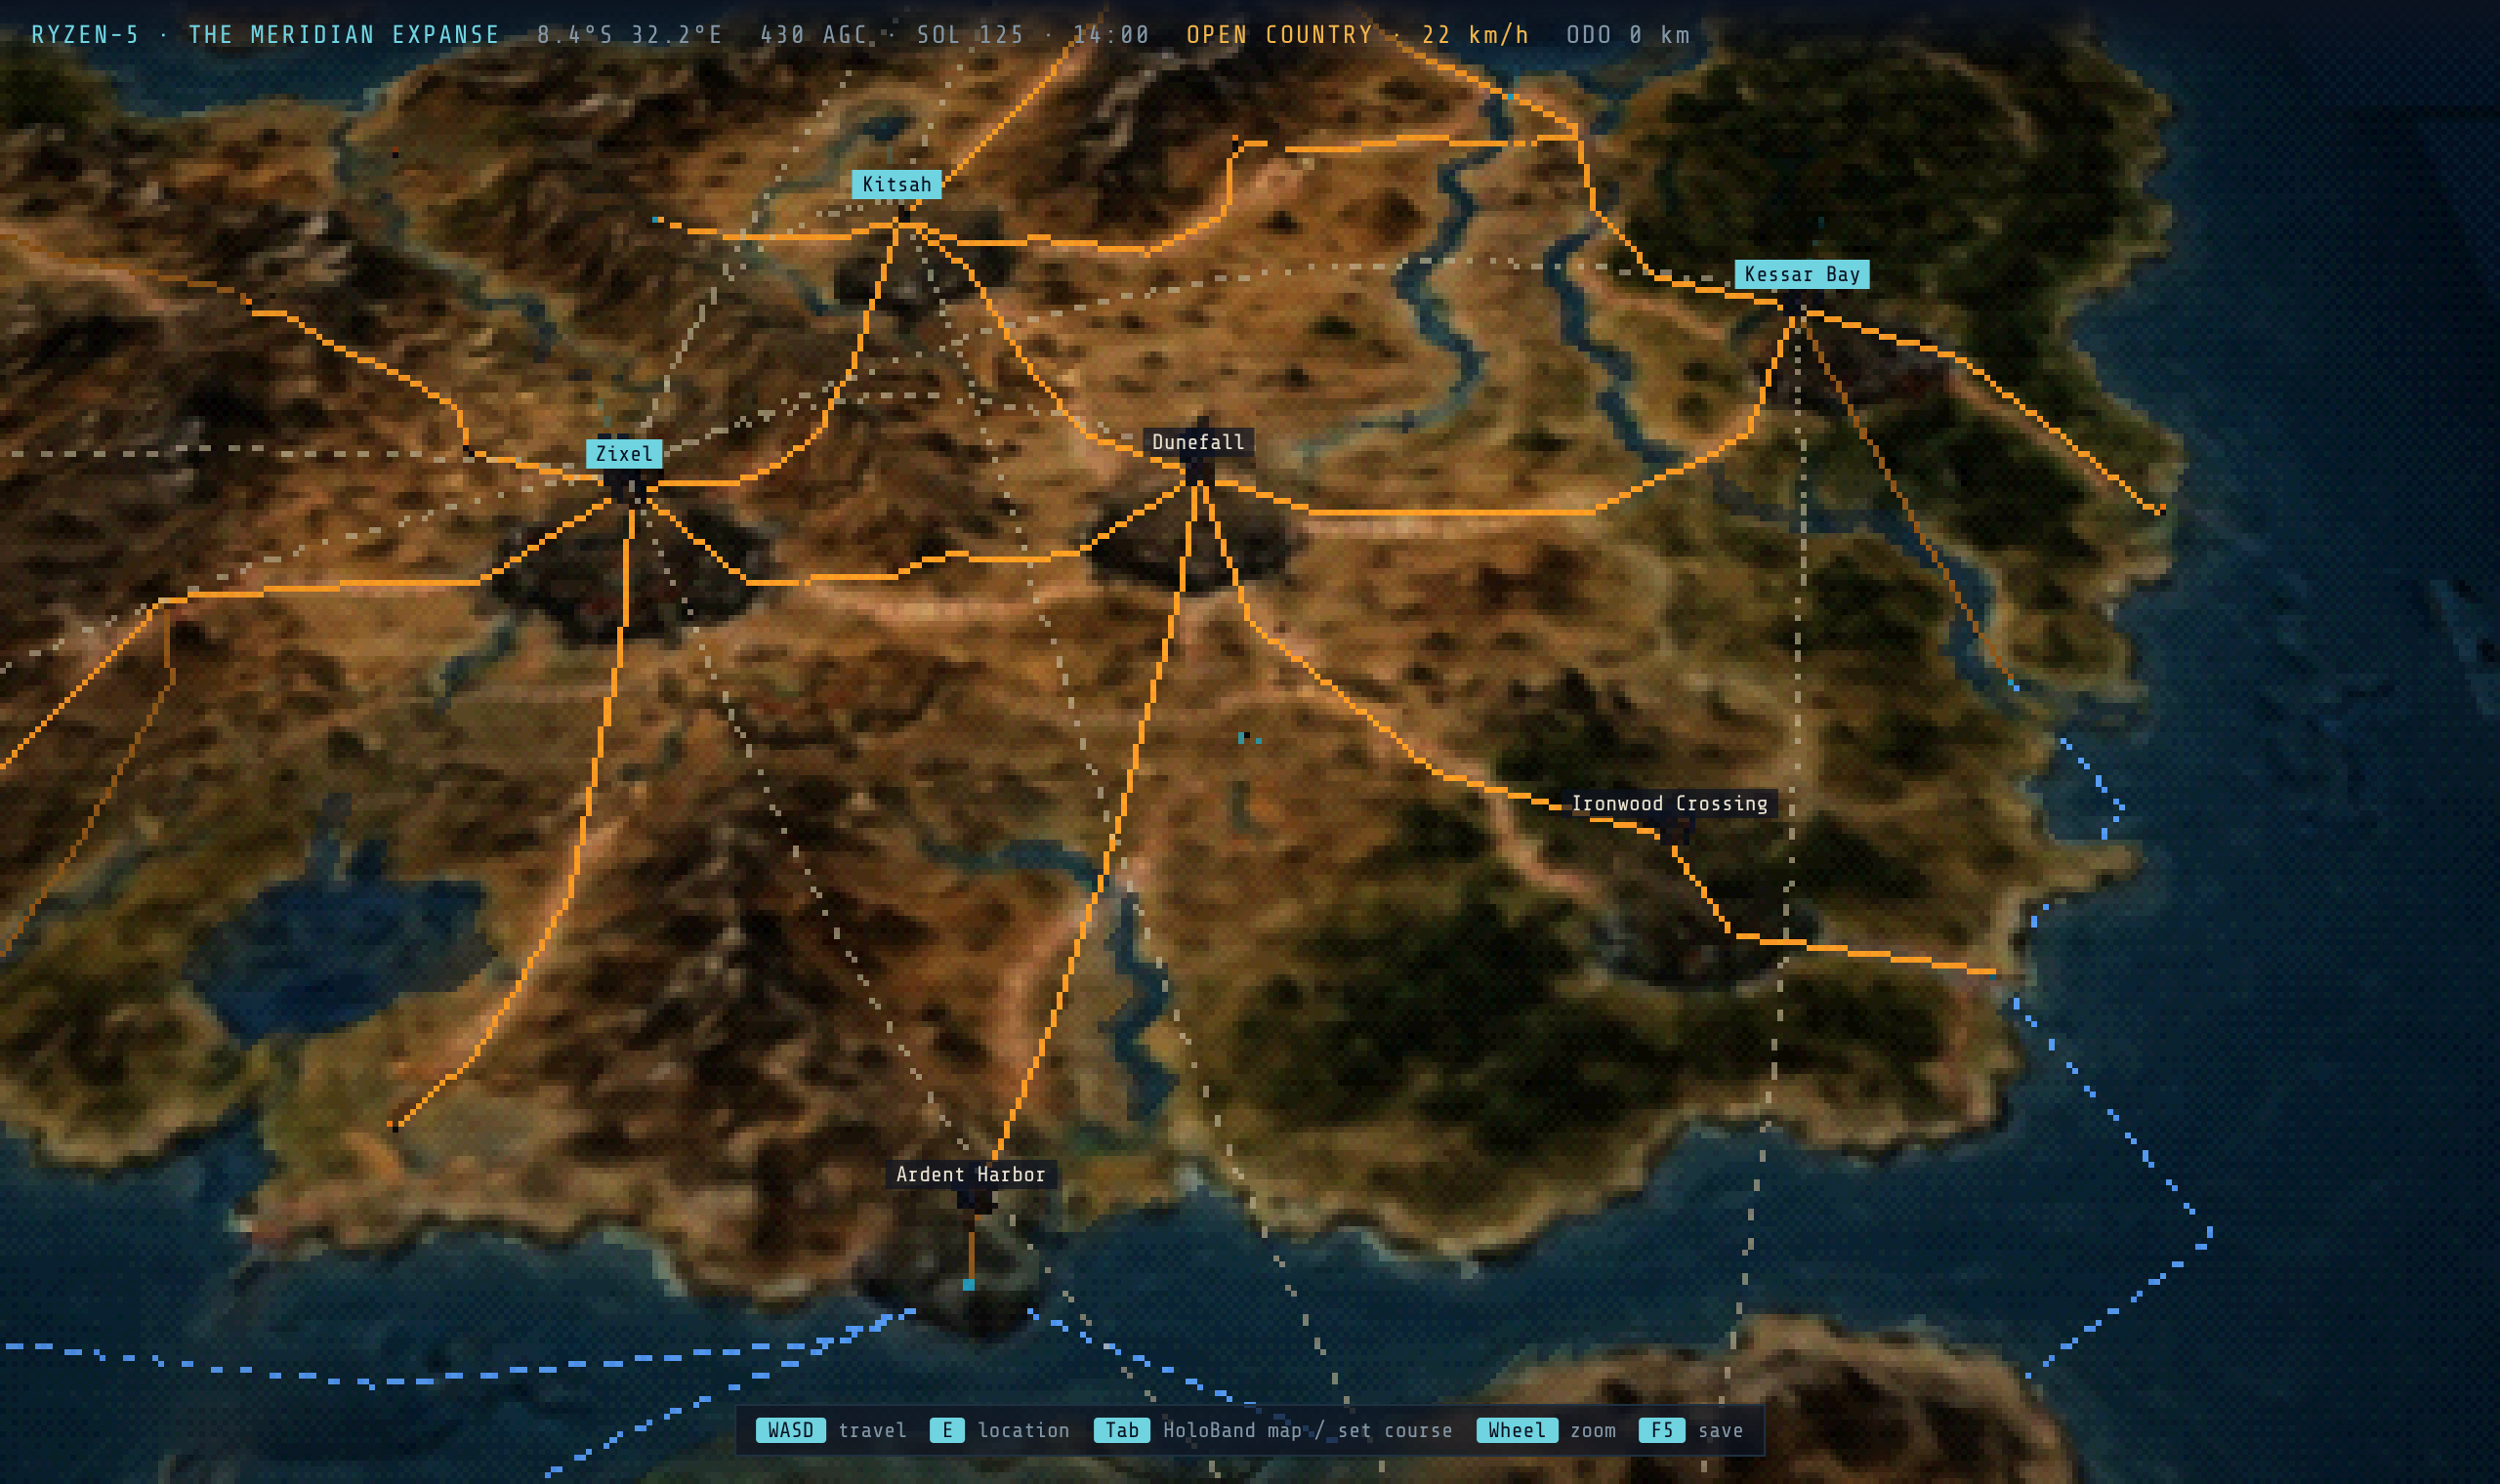 RYZEN-5 · THE MERIDIAN EXPANSE 8.4°S 32.2°E 430 AGC · SOL 125 · 14:00 OPEN COUNTRY · 22 km/h ODO 0 km
Kitsah
Kessar Bay
Dunefall
Zixel
Ironwood Crossing
Ardent Harbor
WASD travel E location Tab HoloBand map / set course Wheel zoom F5 save